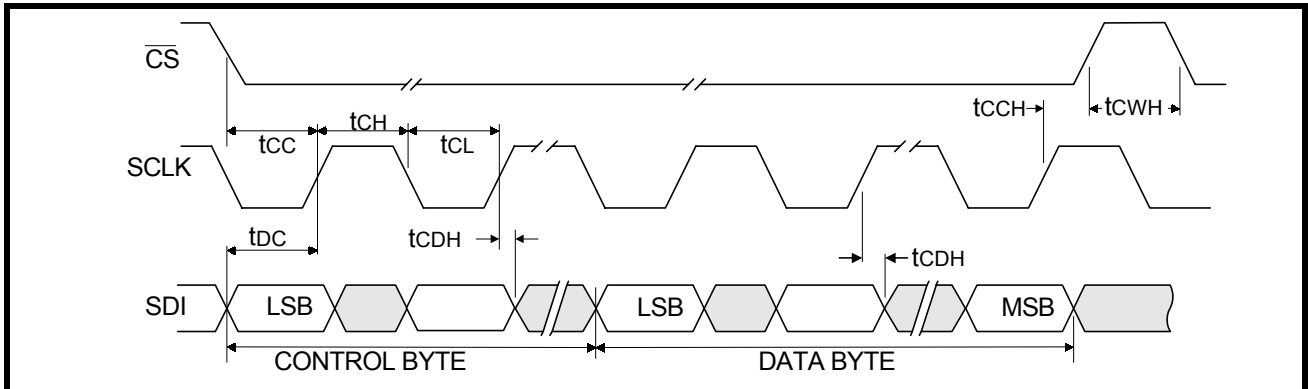 CS
tCCH
tCWH
tCC
tCH
tCL
SCLK
tDC
tCDH
tCDH
SDI
LSB
LSB
MSB
CONTROL BYTE
DATA BYTE